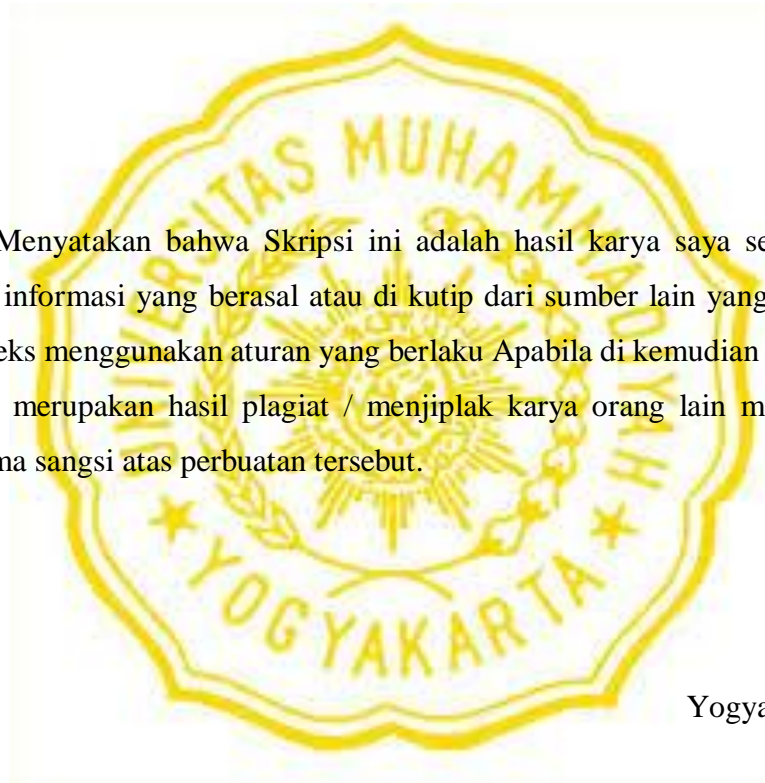 UNIVERSITAS MUHAMMADIYAH
Menyatakan bahwa Skripsi ini adalah hasil karya saya se
informasi yang berasal atau di kutip dari sumber lain yang
eks menggunakan aturan yang berlaku Apabila di kemudian
merupakan hasil plagiat / menjiplak karya orang lain m
ma sangsi atas perbuatan tersebut.
YOGYAKARTA
Yogya